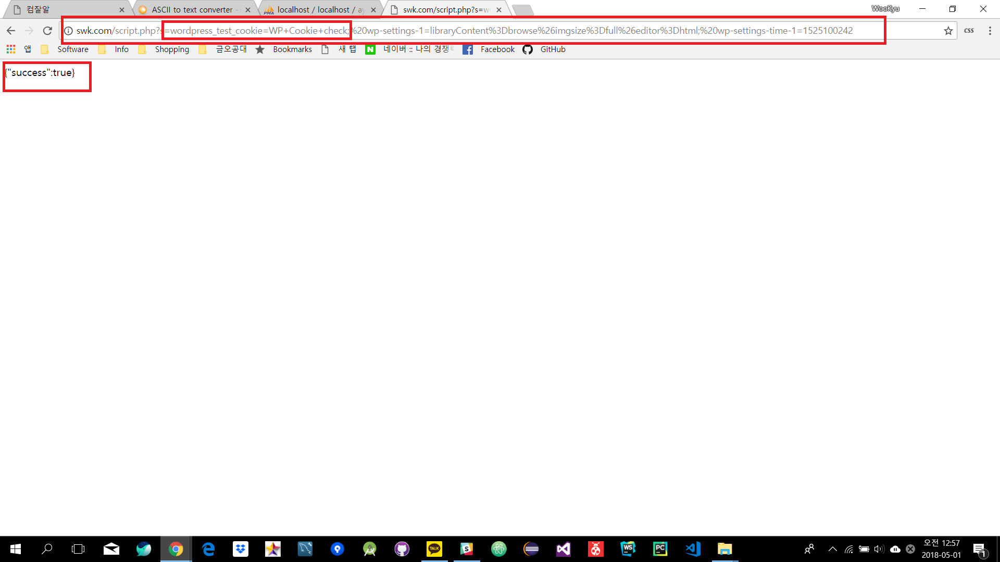 컴잘알
ASCII to text converter -
localhost / localhost / ay
swk.com/script.php?s=w
WooKyu
swk.com/script.php?s=wordpress_test_cookie=WP+Cookie+check;%20wp-settings-1=libraryContent%3Dbrowse%26imgsize%3Dfull%26editor%3Dhtml;%20wp-settings-time-1=1525100242
css
앱 Software Info Shopping 금오공대 Bookmarks 새 탭 네이버 :: 나의 경쟁 Facebook GitHub
{"success":true}
오전 12:57
2018-05-01
1